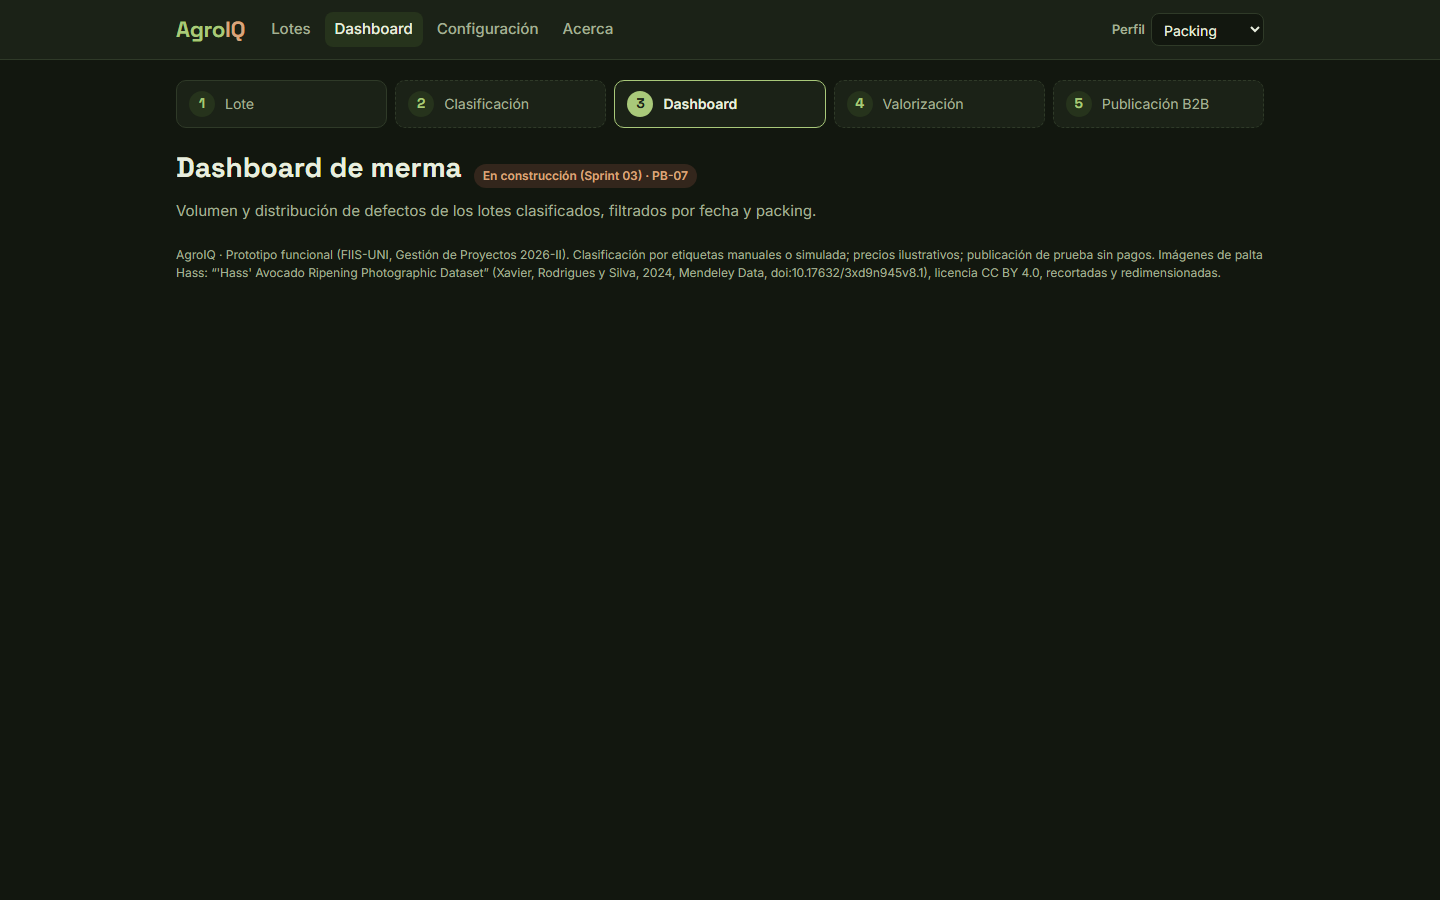 AgroIQ Lotes Dashboard Configuración Acerca Perfil Packing
1 Lote 2 Clasificación 3 Dashboard 4 Valorización 5 Publicación B2B
Dashboard de merma En construcción (Sprint 03) · PB-07
Volumen y distribución de defectos de los lotes clasificados, filtrados por fecha y packing.
AgroIQ · Prototipo funcional (FIIS-UNI, Gestión de Proyectos 2026-II). Clasificación por etiquetas manuales o simulada; precios ilustrativos; publicación de prueba sin pagos. Imágenes de palta
Hass: “'Hass' Avocado Ripening Photographic Dataset” (Xavier, Rodrigues y Silva, 2024, Mendeley Data, doi:10.17632/3xd9n945v8.1), licencia CC BY 4.0, recortadas y redimensionadas.